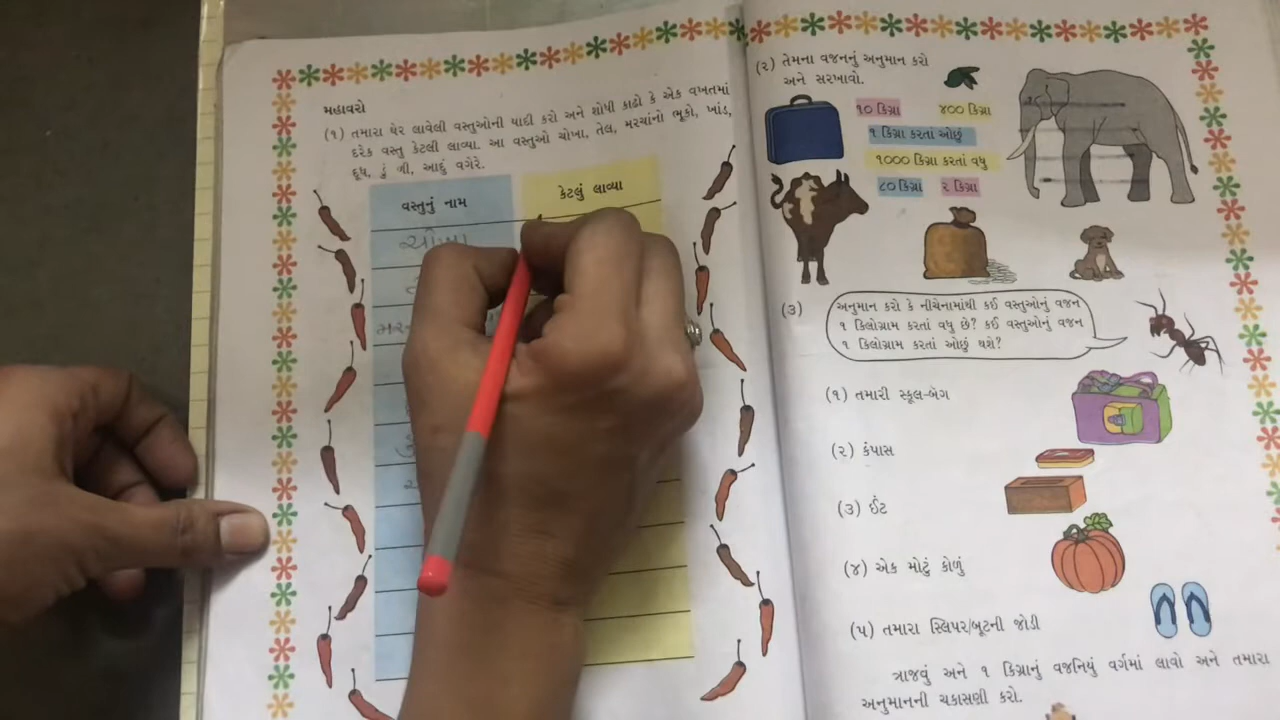 મહાવરો
(૧) તમારા ઘેર લાવેલી વસ્તુઓની યાદી કરો અને શોધી કાઢો કે એક વખતમાં
દરેક વસ્તુ કેટલી લાવ્યા. આ વસ્તુઓ ચોખા, તેલ, મરચાંનો ભૂકો, ખાંડ,
દૂધ, ડુંગળી, આદું વગેરે.
વસ્તુનું નામ
કેટલું લાવ્યા
ચોખા
(૨) તેમના વજનનું અનુમાન કરો
અને સરખાવો.
૧૦ કિગ્રા
૪૦૦ કિગ્રા
૧ કિગ્રા કરતાં ઓછું
૧૦૦૦ કિગ્રા કરતાં વધુ
૮૦ કિગ્રા
૨ કિગ્રા
(૩) અનુમાન કરો કે નીચેનામાંથી કઈ વસ્તુઓનું વજન
૧ કિલોગ્રામ કરતાં વધુ છે? કઈ વસ્તુઓનું વજન
૧ કિલોગ્રામ કરતાં ઓછું થશે?
(૧) તમારી સ્કૂલ-બૅગ
(૨) કંપાસ
(૩) ઈંટ
(૪) એક મોટું કોળું
(૫) તમારા સ્લિપર/બૂટની જોડી
ત્રાજવું અને ૧ કિગ્રાનું વજનિયું વર્ગમાં લાવો અને તમારા
અનુમાનની ચકાસણી કરો.